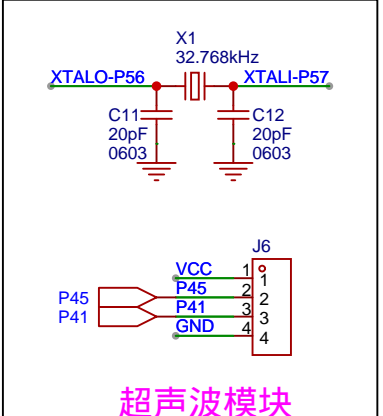 X1
32.768kHz
XTALO-P56
XTALI-P57
C11
20pF
0603
C12
20pF
0603
J6
VCC
1
1
P45
P45
2
2
P41
P41
3
3
GND
4
4
超声波模块